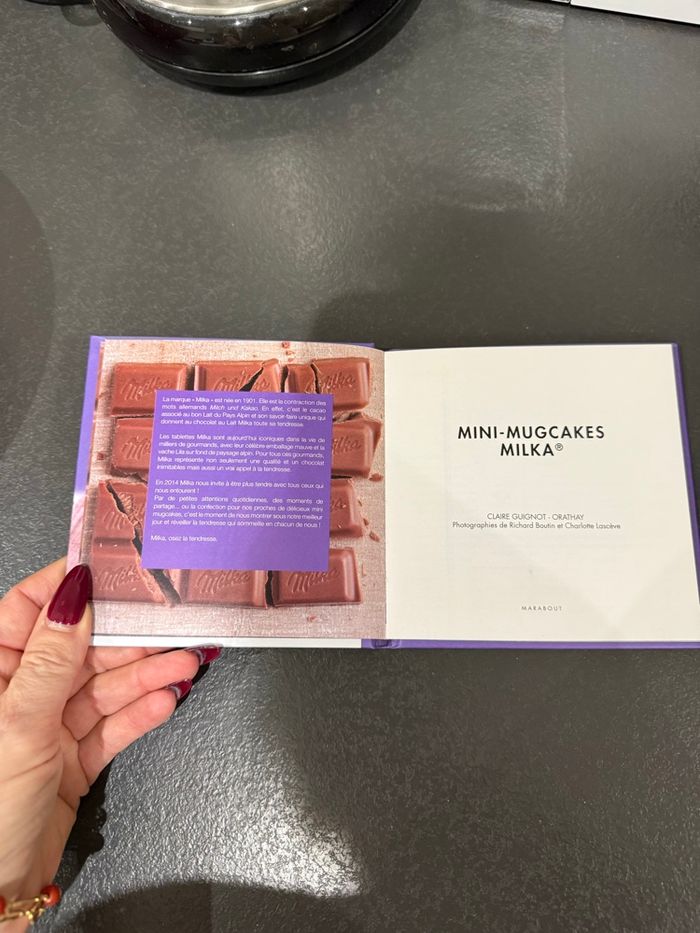 La marque « Milka » est née en 1901. Elle est la contraction des
mots allemands Milch und Kakao. En effet, c'est le cacao
associé au bon Lait du Pays Alpin et son savoir-faire unique qui
donnent au chocolat au Lait Milka toute sa tendresse.
Les tablettes Milka sont aujourd'hui iconiques dans la vie de
milliers de gourmands, avec leur célèbre emballage mauve et la
vache Lila sur fond de paysage alpin. Pour tous ces gourmands,
Milka représente non seulement une qualité et un chocolat
inimitables mais aussi un vrai appel à la tendresse.
En 2014 Milka nous invite à être plus tendre avec tous ceux qui
nous entourent !
Par de petites attentions quotidiennes, des moments de
partage... ou la confection pour nos proches de délicieux mini
mugcakes, c'est le moment de nous montrer sous notre meilleur
jour et réveiller la tendresse qui sommeille en chacun de nous !
Milka, osez la tendresse.
Milka
Milka
Milka
Milka
Milka
Milka
MINI-MUGCAKES
MILKA®
CLAIRE GUIGNOT - ORATHAY
Photographies de Richard Boutin et Charlotte Lascève
MARABOUT